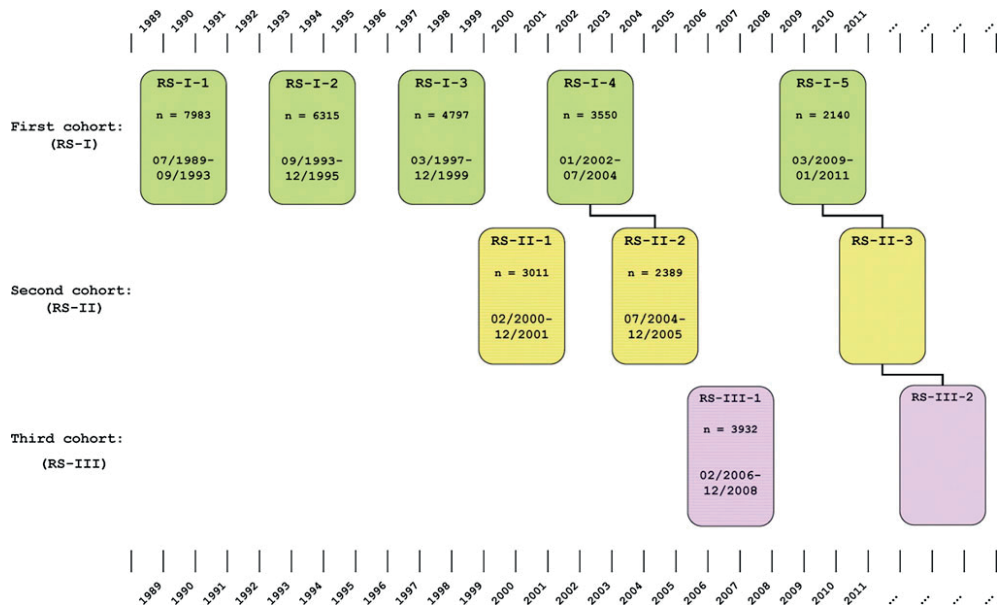 1989 1990 1991 1992 1993 1994 1995 1996 1997 1998 1999 2000 2001 2002 2003 2004 2005 2006 2007 2008 2009 2010 2011 ... ... ... ...
First cohort:
(RS-I)
RS-I-1
n = 7983
07/1989-
09/1993
RS-I-2
n = 6315
09/1993-
12/1995
RS-I-3
n = 4797
03/1997-
12/1999
RS-I-4
n = 3550
01/2002-
07/2004
RS-I-5
n = 2140
03/2009-
01/2011
Second cohort:
(RS-II)
RS-II-1
n = 3011
02/2000-
12/2001
RS-II-2
n = 2389
07/2004-
12/2005
RS-II-3
Third cohort:
(RS-III)
RS-III-1
n = 3932
02/2006-
12/2008
RS-III-2
1989 1990 1991 1992 1993 1994 1995 1996 1997 1998 1999 2000 2001 2002 2003 2004 2005 2006 2007 2008 2009 2010 2011 ... ... ... ...